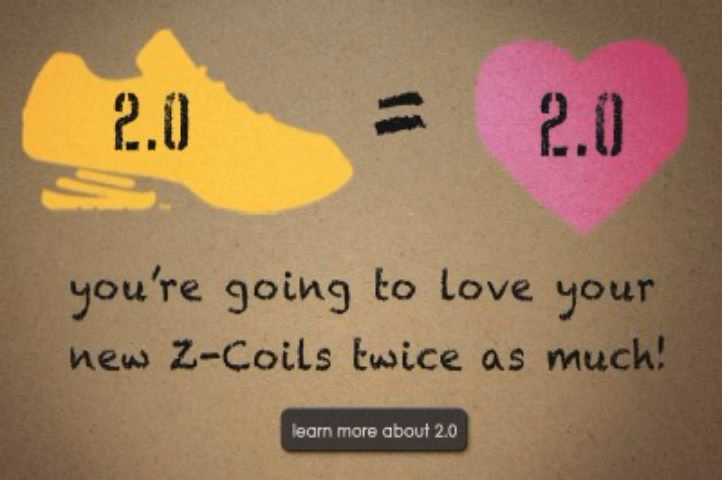 2.0 = 2.0
you're going to love your
new Z-Coils twice as much!
learn more about 2.0